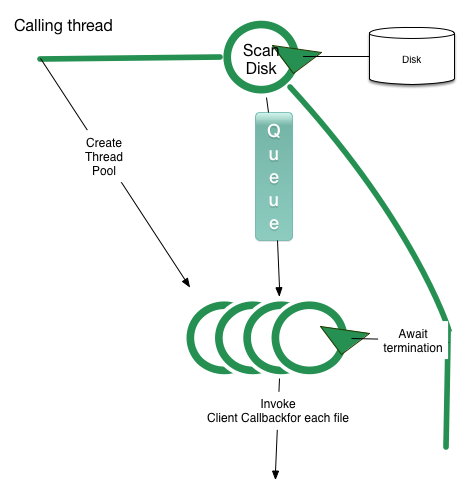 Calling thread
Scan
Disk
Disk
Create
Thread
Pool
Q
u
e
u
e
Await
termination
Invoke
Client Callbackfor each file